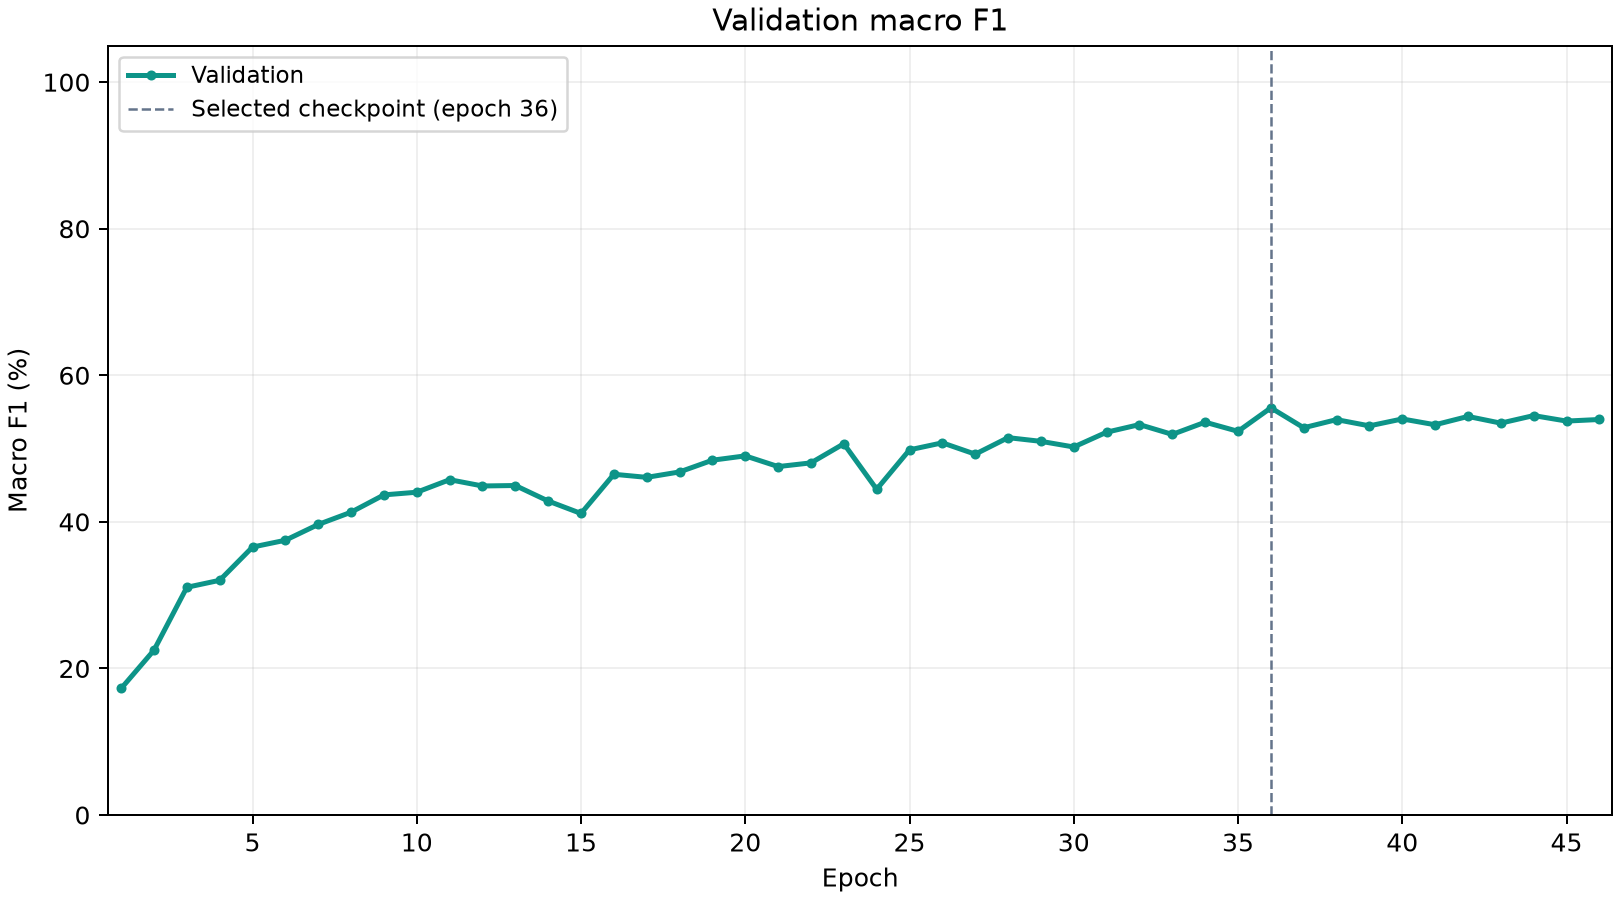 Validation macro F1
Validation
Selected checkpoint (epoch 36)
Macro F1 (%)
100
80
60
40
20
0
5 10 15 20 25 30 35 40 45
Epoch